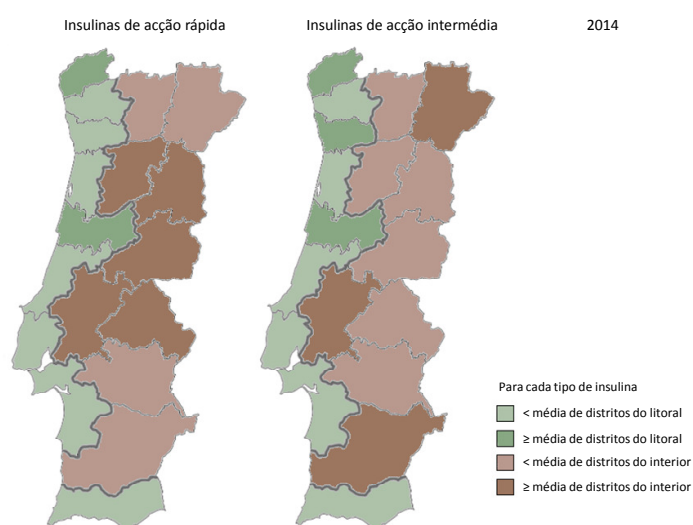 Insulinas de acção rápida
Insulinas de acção intermédia
2014
Para cada tipo de insulina
< média de distritos do litoral
≥ média de distritos do litoral
< média de distritos do interior
≥ média de distritos do interior